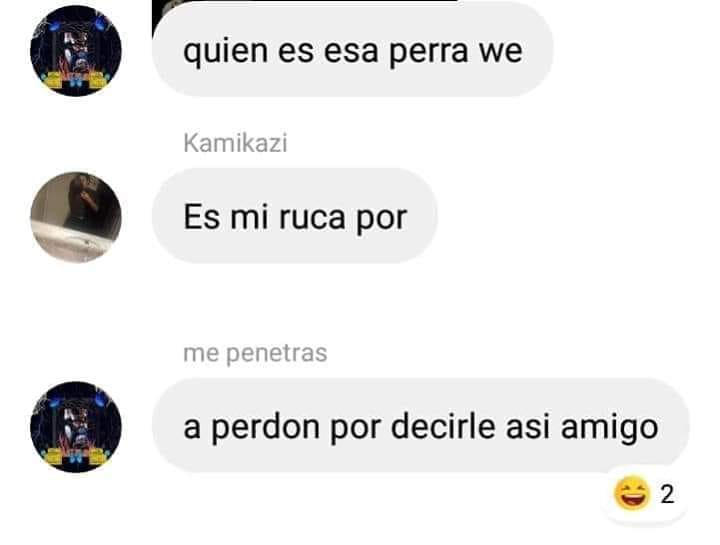 quien es esa perra we
Kamikazi
Es mi ruca por
me penetras
a perdon por decirle asi amigo
2